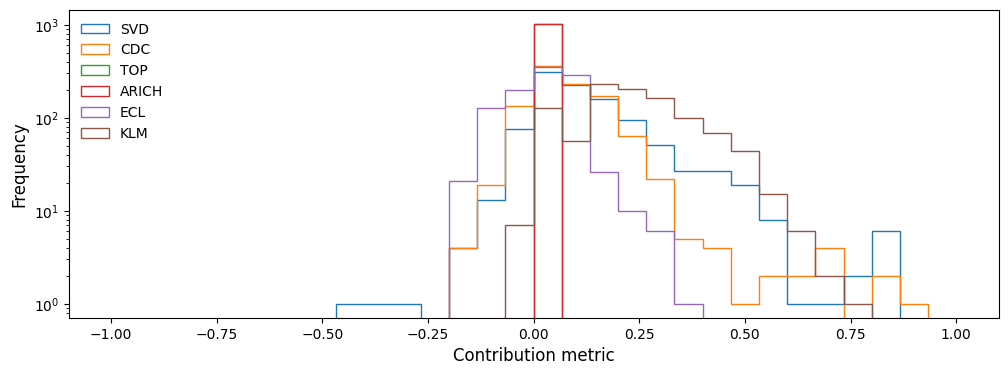 SVD
CDC
TOP
ARICH
ECL
KLM
Frequency
10³
10²
10¹
10⁰
−1.00 −0.75 −0.50 −0.25 0.00 0.25 0.50 0.75 1.00
Contribution metric